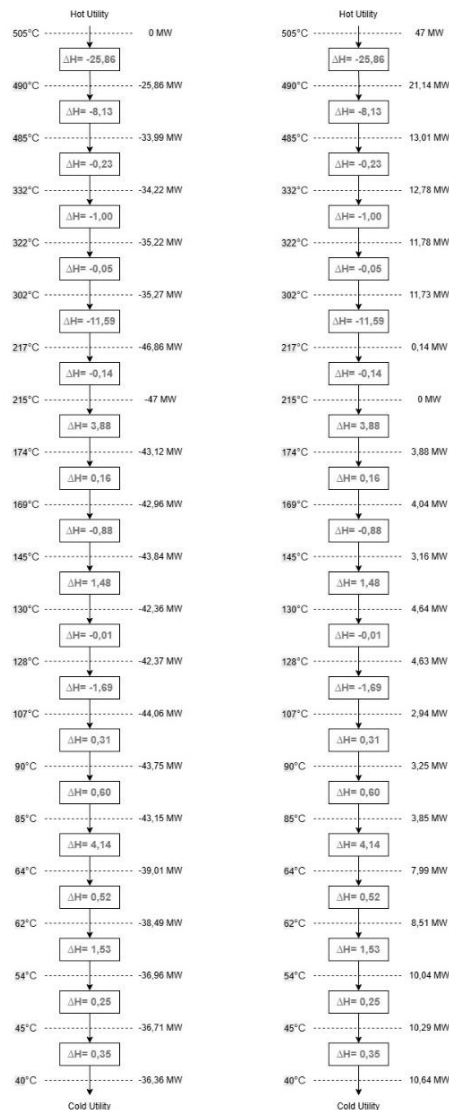 Hot Utility Hot Utility
505°C 0 MW 505°C 47 MW
ΔH= -25,86 ΔH= -25,86
490°C -25,86 MW 490°C 21,14 MW
ΔH= -8,13 ΔH= -8,13
485°C -33,99 MW 485°C 13,01 MW
ΔH= -0,23 ΔH= -0,23
332°C -34,22 MW 332°C 12,78 MW
ΔH= -1,00 ΔH= -1,00
322°C -35,22 MW 322°C 11,78 MW
ΔH= -0,05 ΔH= -0,05
302°C -35,27 MW 302°C 11,73 MW
ΔH= -11,59 ΔH= -11,59
217°C -46,86 MW 217°C 0,14 MW
ΔH= -0,14 ΔH= -0,14
215°C -47 MW 215°C 0 MW
ΔH= 3,88 ΔH= 3,88
174°C -43,12 MW 174°C 3,88 MW
ΔH= 0,16 ΔH= 0,16
169°C -42,96 MW 169°C 4,04 MW
ΔH= -0,88 ΔH= -0,88
145°C -43,84 MW 145°C 3,16 MW
ΔH= 1,48 ΔH= 1,48
130°C -42,36 MW 130°C 4,64 MW
ΔH= -0,01 ΔH= -0,01
128°C -42,37 MW 128°C 4,63 MW
ΔH= -1,69 ΔH= -1,69
107°C -44,06 MW 107°C 2,94 MW
ΔH= 0,31 ΔH= 0,31
90°C -43,75 MW 90°C 3,25 MW
ΔH= 0,60 ΔH= 0,60
85°C -43,15 MW 85°C 3,85 MW
ΔH= 4,14 ΔH= 4,14
64°C -39,01 MW 64°C 7,99 MW
ΔH= 0,52 ΔH= 0,52
62°C -38,49 MW 62°C 8,51 MW
ΔH= 1,53 ΔH= 1,53
54°C -36,96 MW 54°C 10,04 MW
ΔH= 0,25 ΔH= 0,25
45°C -36,71 MW 45°C 10,29 MW
ΔH= 0,35 ΔH= 0,35
40°C -36,36 MW 40°C 10,64 MW
Cold Utility Cold Utility